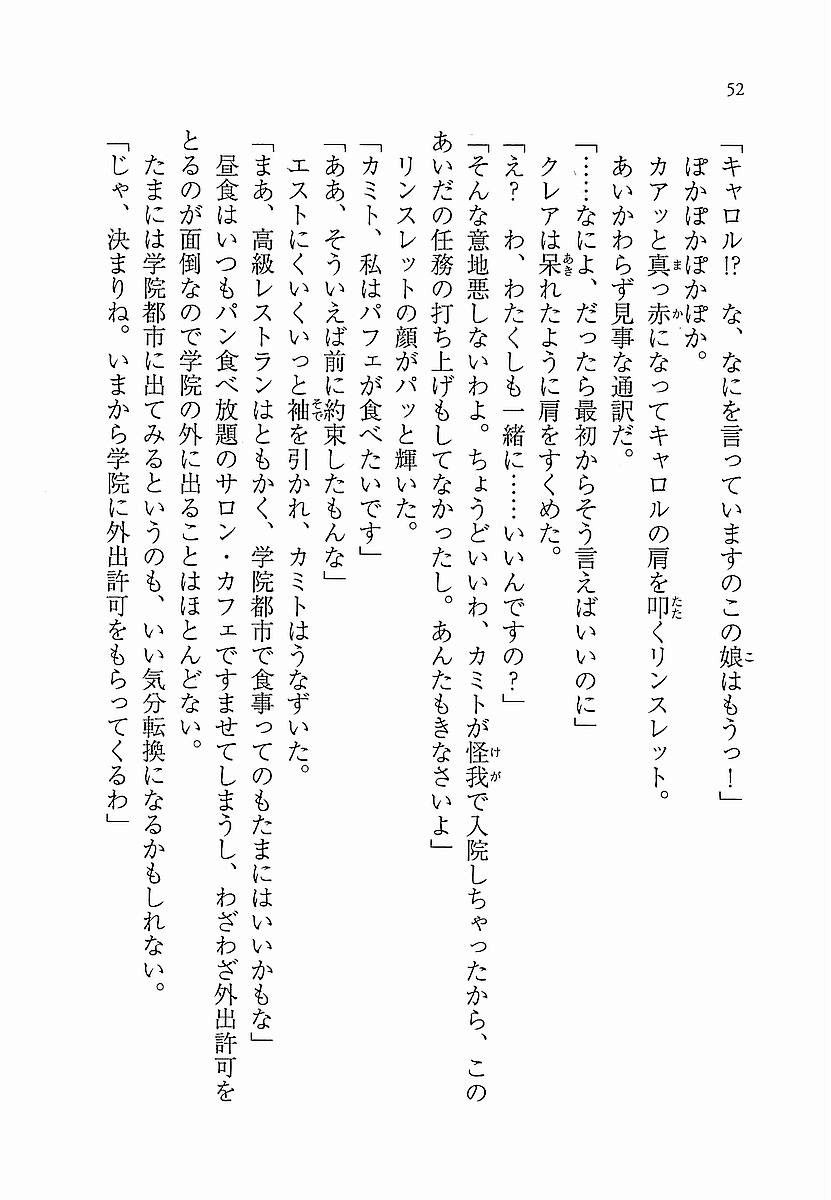 52
「キャロル!? な、なにを言っていますのこの娘はもうっ!」
ぽかぽかぽかぽか。
カアッと真っ赤になってキャロルの肩を叩くリンスレット。
あいかわらず見事な通訳だ。
「……なによ、だったら最初からそう言えばいいのに」
クレアは呆れたように肩をすくめた。
「え? わ、わたくしも一緒に……いいんですの?」
「そんな意地悪しないわよ。ちょうどいいわ、カミトが怪我で入院しちゃったから、この
あいだの任務の打ち上げもしてなかったし。あんたもきなさいよ」
リンスレットの顔がパッと輝いた。
「カミト、私はパフェが食べたいです」
「ああ、そういえば前に約束したもんな」
エストにくいくいっと袖を引かれ、カミトはうなずいた。
「まあ、高級レストランはともかく、学院都市で食事ってのもたまにはいいかもな」
昼食はいつもパン食べ放題のサロン・カフェですませてしまうし、わざわざ外出許可を
とるのが面倒なので学院の外に出ることはほとんどない。
たまには学院都市に出てみるというのも、いい気分転換になるかもしれない。
「じゃ、決まりね。いまから学院に外出許可をもらってくるわ」